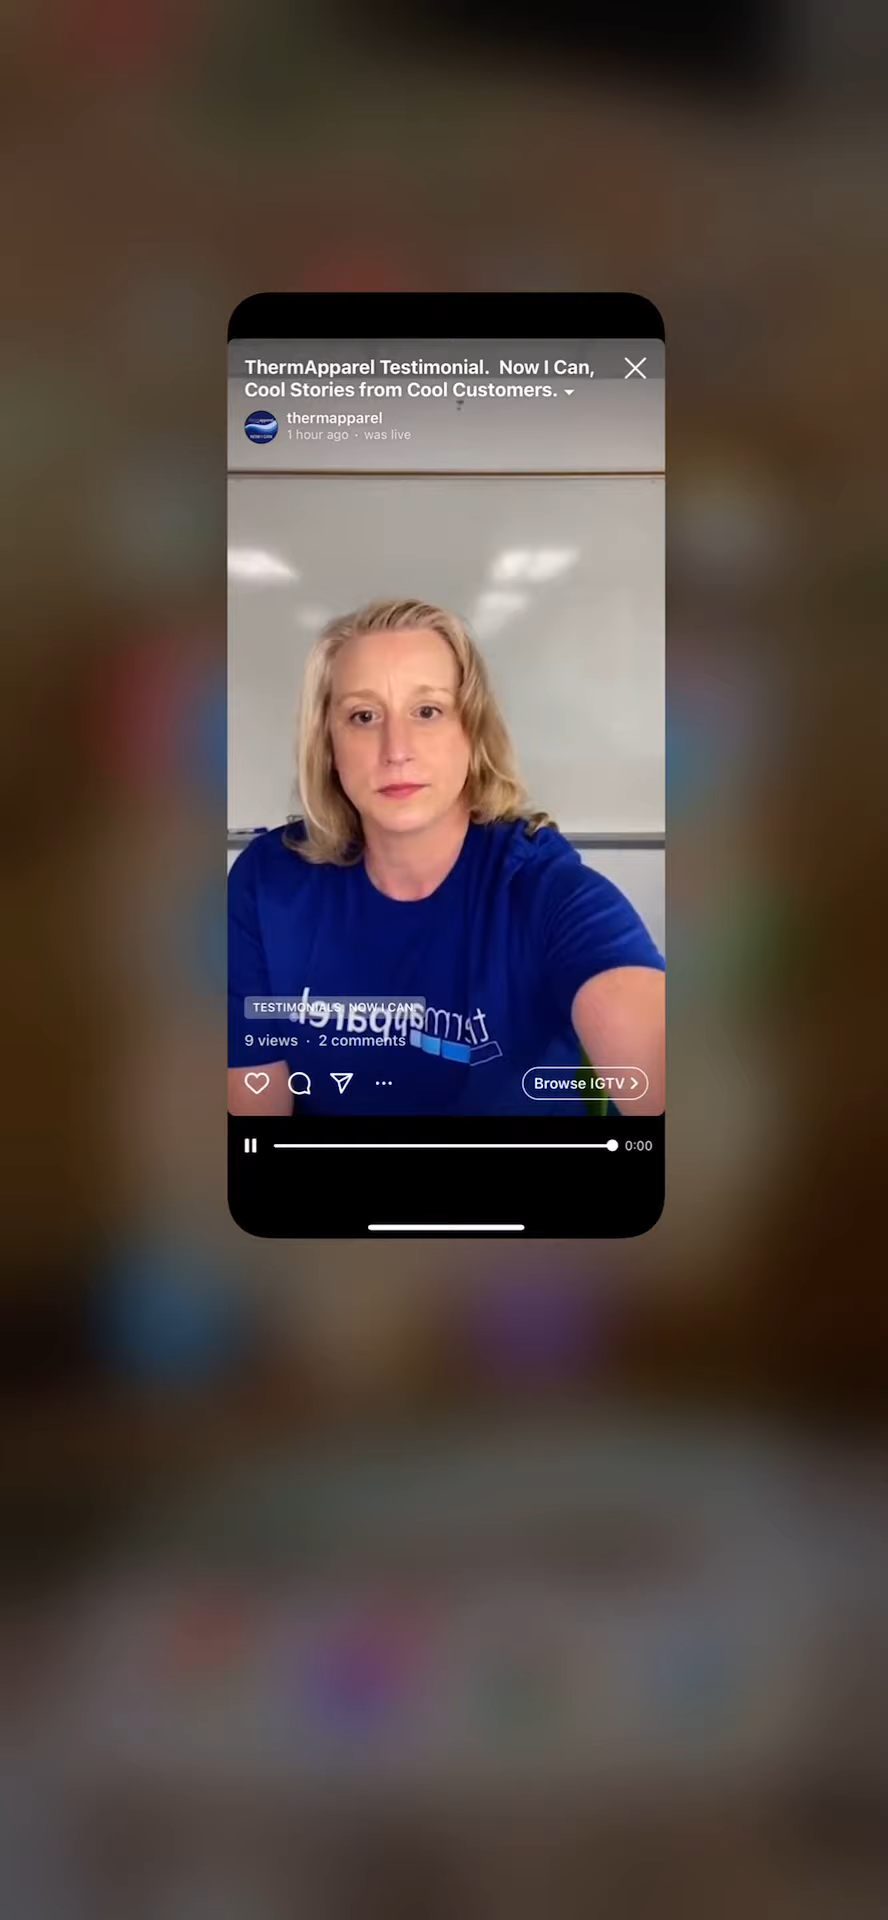 ThermApparel Testimonial. Now I Can,
Cool Stories from Cool Customers.
thermapparel
1 hour ago · was live
TESTIMONIALS: NOW I CAN.
thermapparel.
9 views · 2 comments
Browse IGTV
0:00